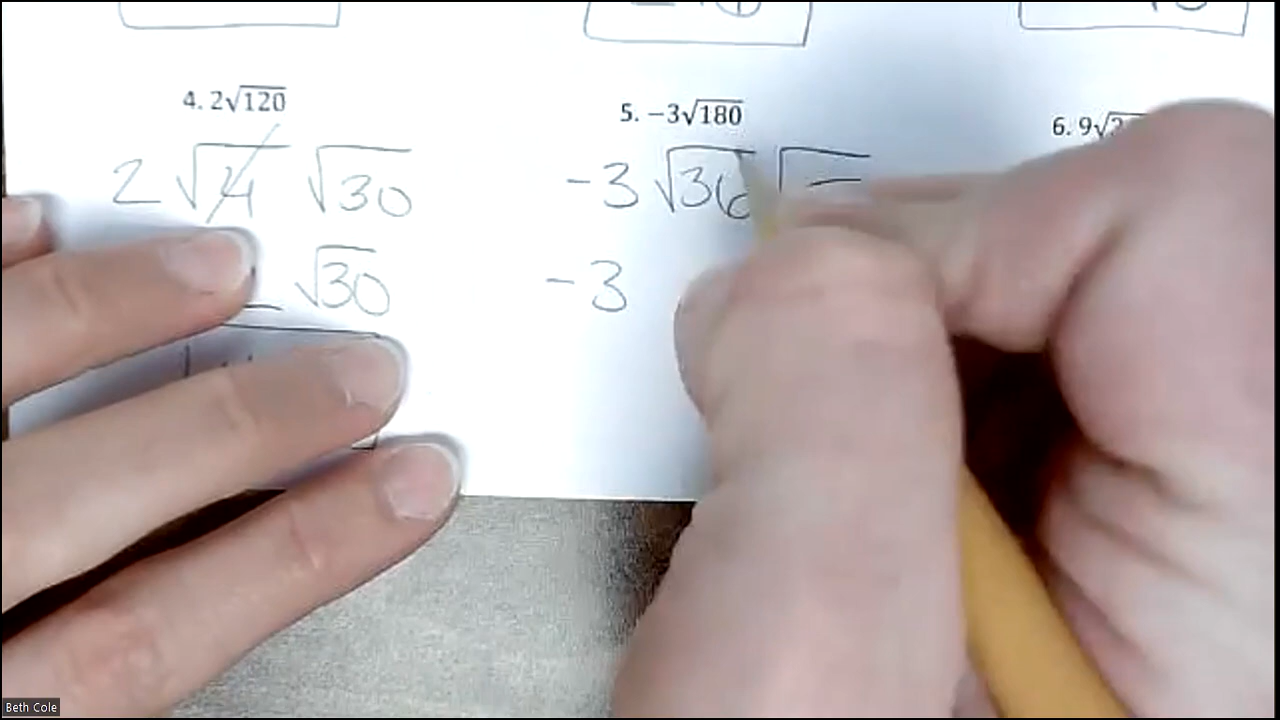 4. 2√120
5. −3√180
6. 9√
2 √4 √30
-3 √36 √
√30
-3
Beth Cole